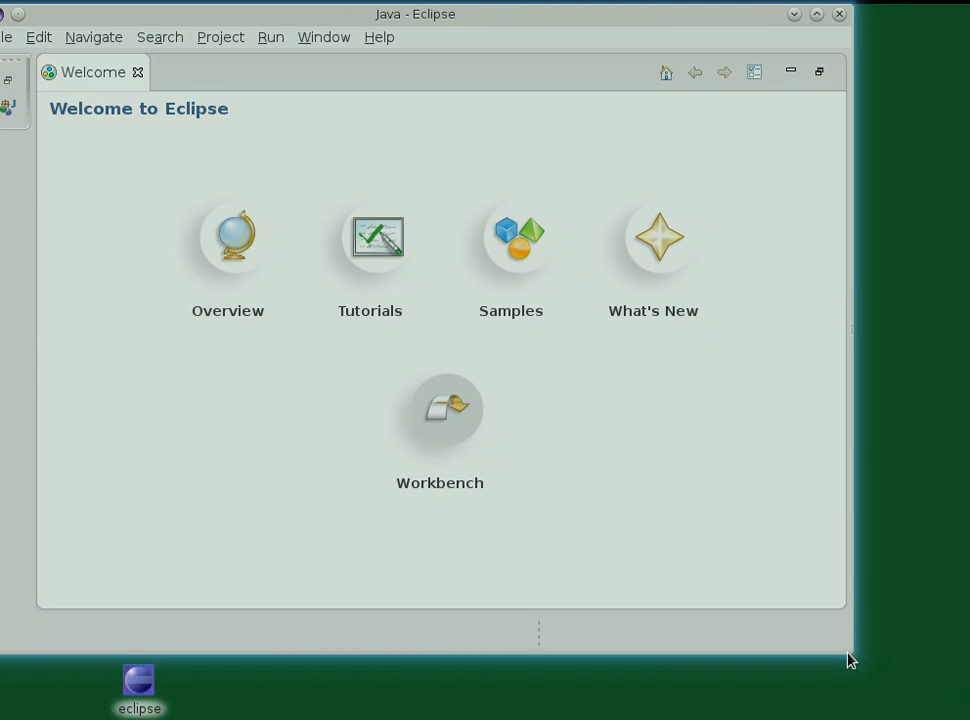 Java - Eclipse
le Edit Navigate Search Project Run Window Help
Welcome
Welcome to Eclipse
Overview Tutorials Samples What's New
Workbench
eclipse